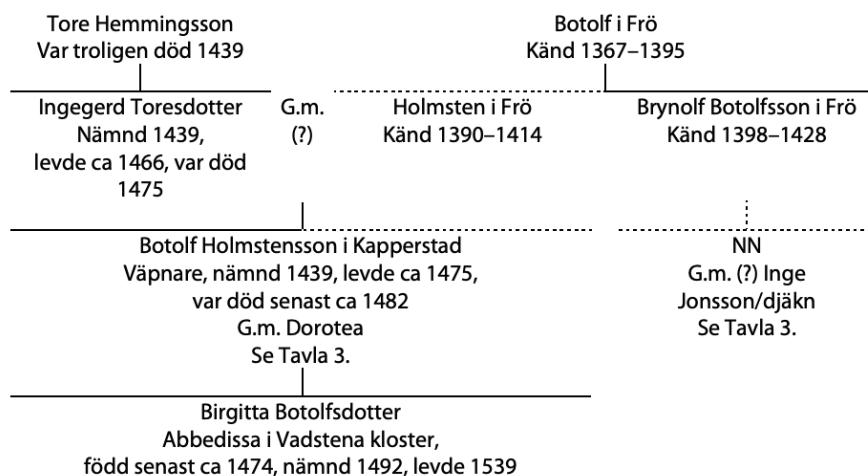 Tore Hemmingsson
Var troligen död 1439
Botolf i Frö
Känd 1367–1395
Ingegerd Toresdotter
Nämnd 1439,
levde ca 1466, var död
1475
G.m.
(?)
Holmsten i Frö
Känd 1390–1414
Brynolf Botolfsson i Frö
Känd 1398–1428
Botolf Holmstensson i Kapperstad
Väpnare, nämnd 1439, levde ca 1475,
var död senast ca 1482
G.m. Dorotea
Se Tavla 3.
NN
G.m. (?) Inge
Jonsson/djäkn
Se Tavla 3.
Birgitta Botolfsdotter
Abbedissa i Vadstena kloster,
född senast ca 1474, nämnd 1492, levde 1539